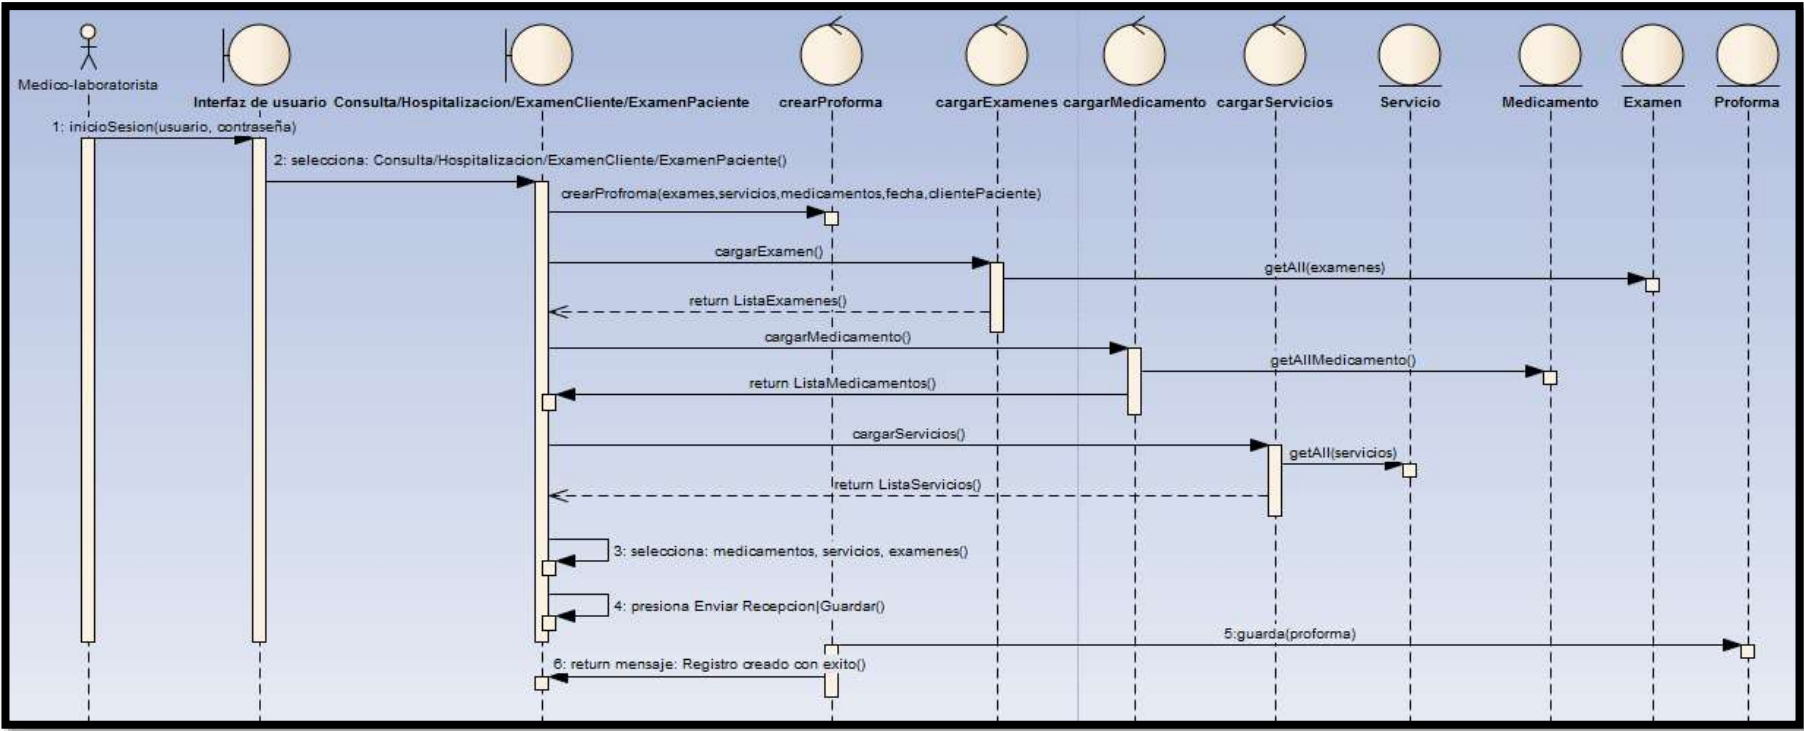 Medico-laboratorista
Interfaz de usuario
Consulta/Hospitalizacion/ExamenCliente/ExamenPaciente
crearProforma
cargarExamenes
cargarMedicamento
cargarServicios
Servicio
Medicamento
Examen
Proforma
1: inicioSesion(usuario, contraseña)
2: selecciona: Consulta/Hospitalizacion/ExamenCliente/ExamenPaciente()
crearProfroma(exames,servicios,medicamentos,fecha,clientePaciente)
cargarExamen()
getAll(examenes)
return ListaExamenes()
cargarMedicamento()
getAllMedicamento()
return ListaMedicamentos()
cargarServicios()
getAll(servicios)
return ListaServicios()
3: selecciona: medicamentos, servicios, examenes()
4: presiona Enviar Recepcion|Guardar()
5:guarda(proforma)
6: return mensaje: Registro creado con exito()